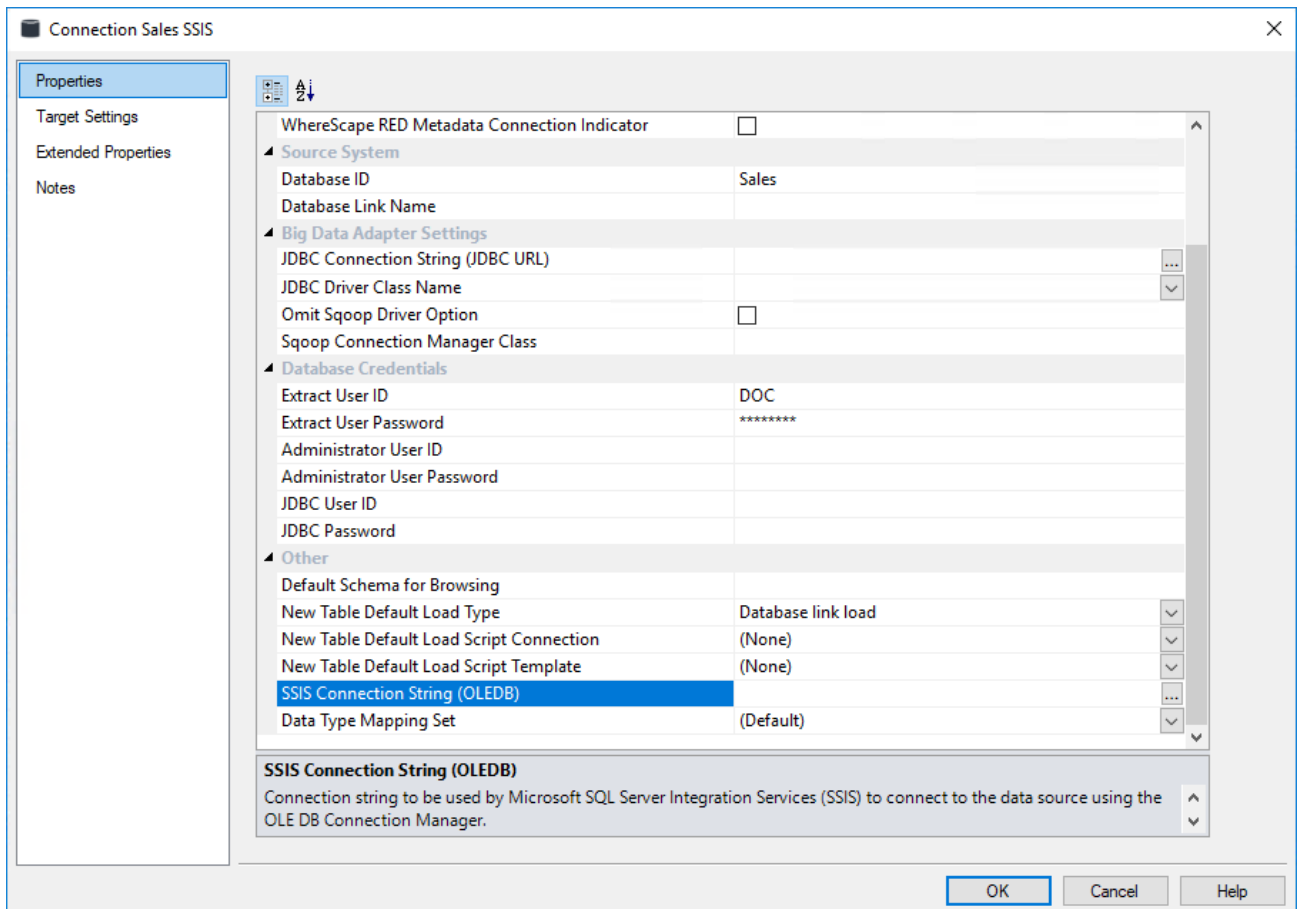 Connection Sales SSIS
Properties
Target Settings
Extended Properties
Notes
WhereScape RED Metadata Connection Indicator
Source System
Database ID Sales
Database Link Name
Big Data Adapter Settings
JDBC Connection String (JDBC URL) ...
JDBC Driver Class Name
Omit Sqoop Driver Option
Sqoop Connection Manager Class
Database Credentials
Extract User ID DOC
Extract User Password ********
Administrator User ID
Administrator User Password
JDBC User ID
JDBC Password
Other
Default Schema for Browsing
New Table Default Load Type Database link load
New Table Default Load Script Connection (None)
New Table Default Load Script Template (None)
SSIS Connection String (OLEDB) ...
Data Type Mapping Set (Default)
SSIS Connection String (OLEDB)
Connection string to be used by Microsoft SQL Server Integration Services (SSIS) to connect to the data source using the
OLE DB Connection Manager.
OK Cancel Help